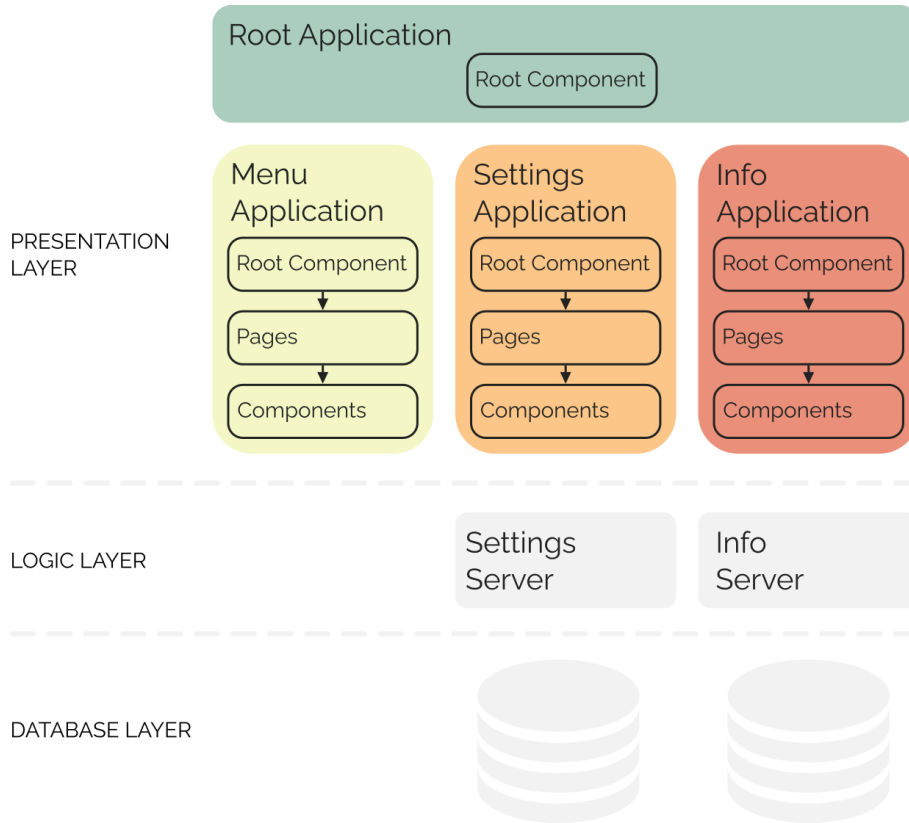 Root Application
Root Component
PRESENTATION
LAYER
Menu
Application
Root Component
Pages
Components
Settings
Application
Root Component
Pages
Components
Info
Application
Root Component
Pages
Components
LOGIC LAYER
Settings
Server
Info
Server
DATABASE LAYER